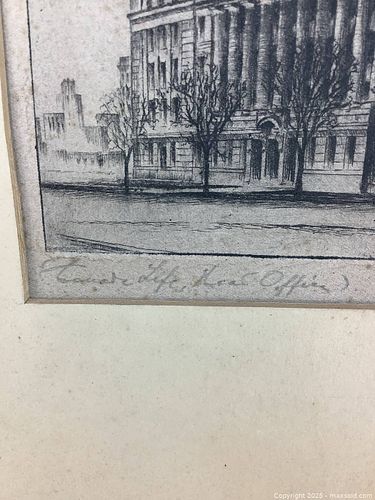 Canada Life, Head Office
Copyright 2025 - maxsold.com